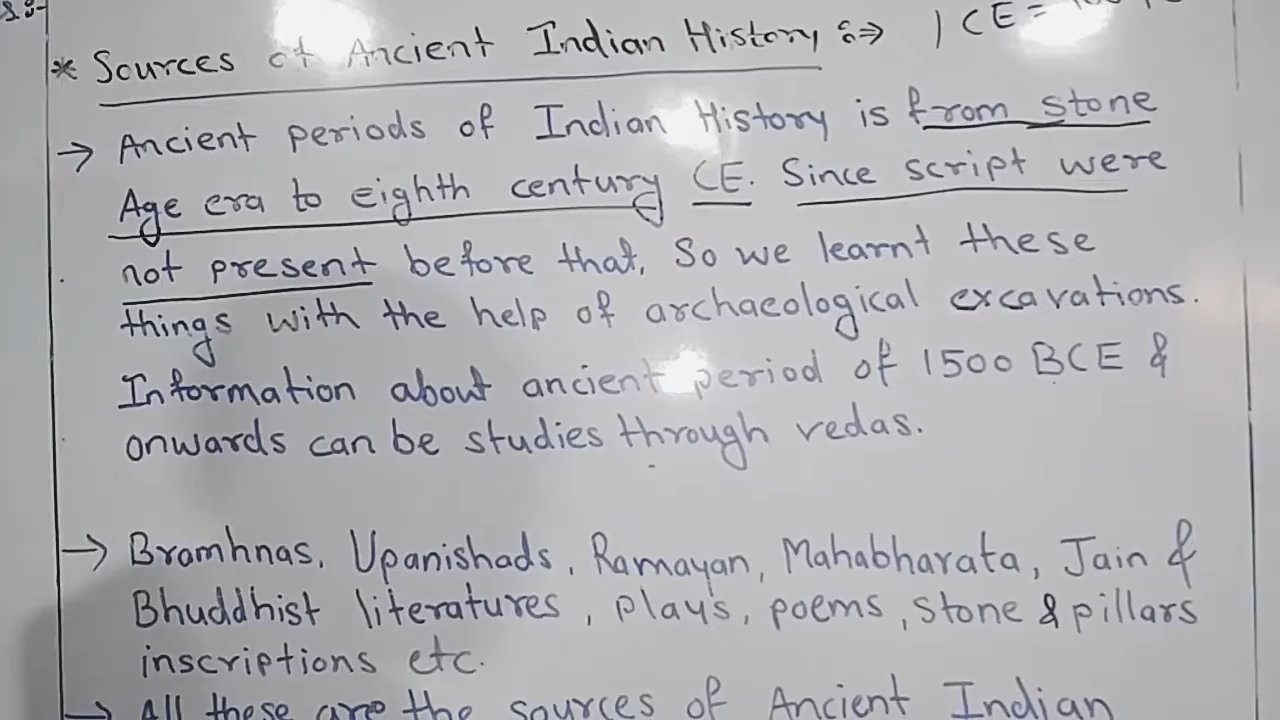 * Sources of Ancient Indian History :⇒ 1 CE =
→ Ancient periods of Indian History is from stone
Age era to eighth century CE. Since script were
not present before that, So we learnt these
things with the help of archaeological excavations.
Information about ancient period of 1500 BCE &
onwards can be studies through vedas.
→ Bramhnas, Upanishads, Ramayan, Mahabharata, Jain &
Bhuddhist literatures, plays, poems, stone & pillars
inscriptions etc.
→ All these are the sources of Ancient Indian